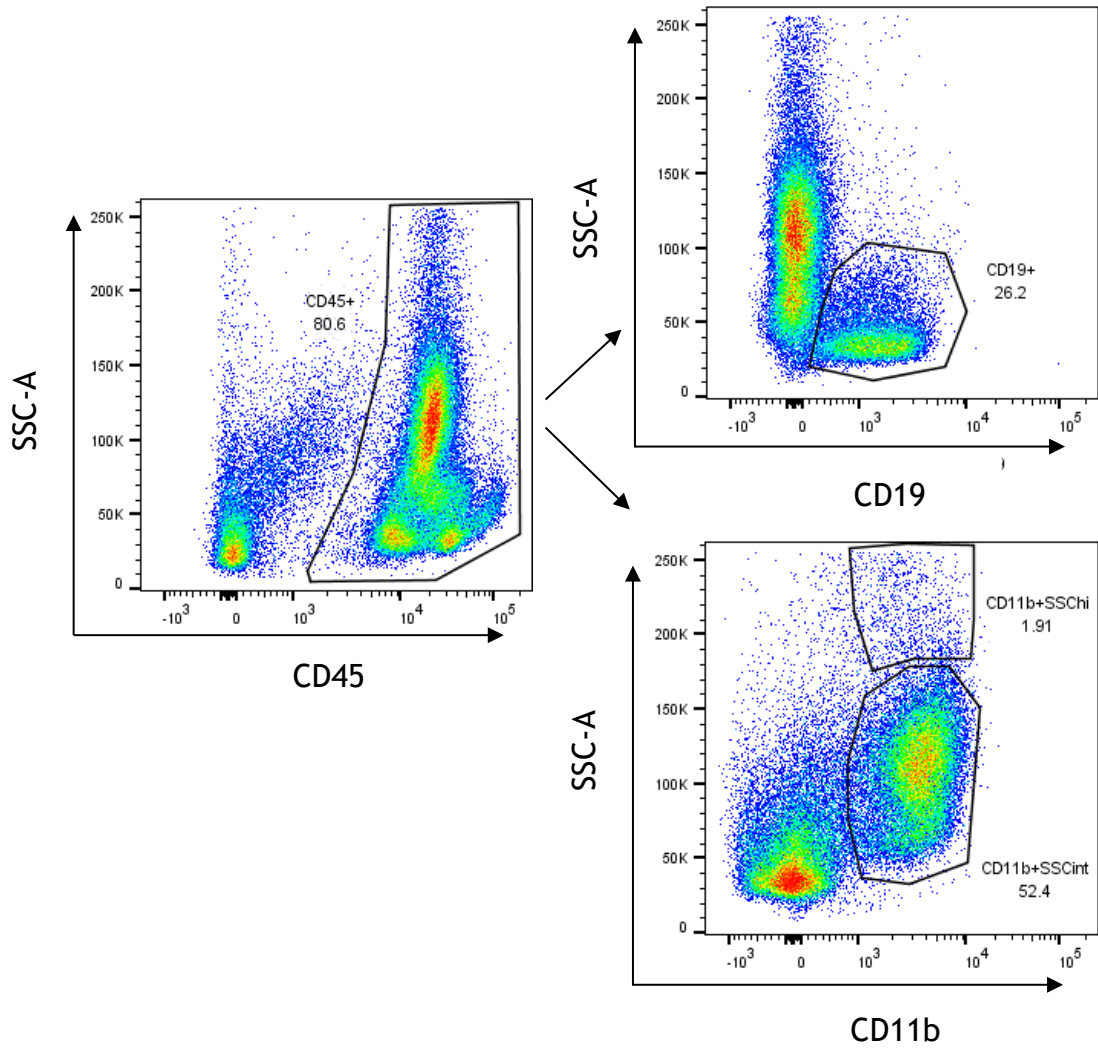 SSC-A
250K
200K
150K
100K
50K
0
CD45+
80.6
-10³
0
10³
10⁴
10⁵
CD45
SSC-A
250K
200K
150K
100K
50K
0
CD19+
26.2
-10³
0
10³
10⁴
10⁵
CD19
SSC-A
250K
200K
150K
100K
50K
0
CD11b+SSChi
1.91
CD11b+SSCint
52.4
-10³
0
10³
10⁴
10⁵
CD11b